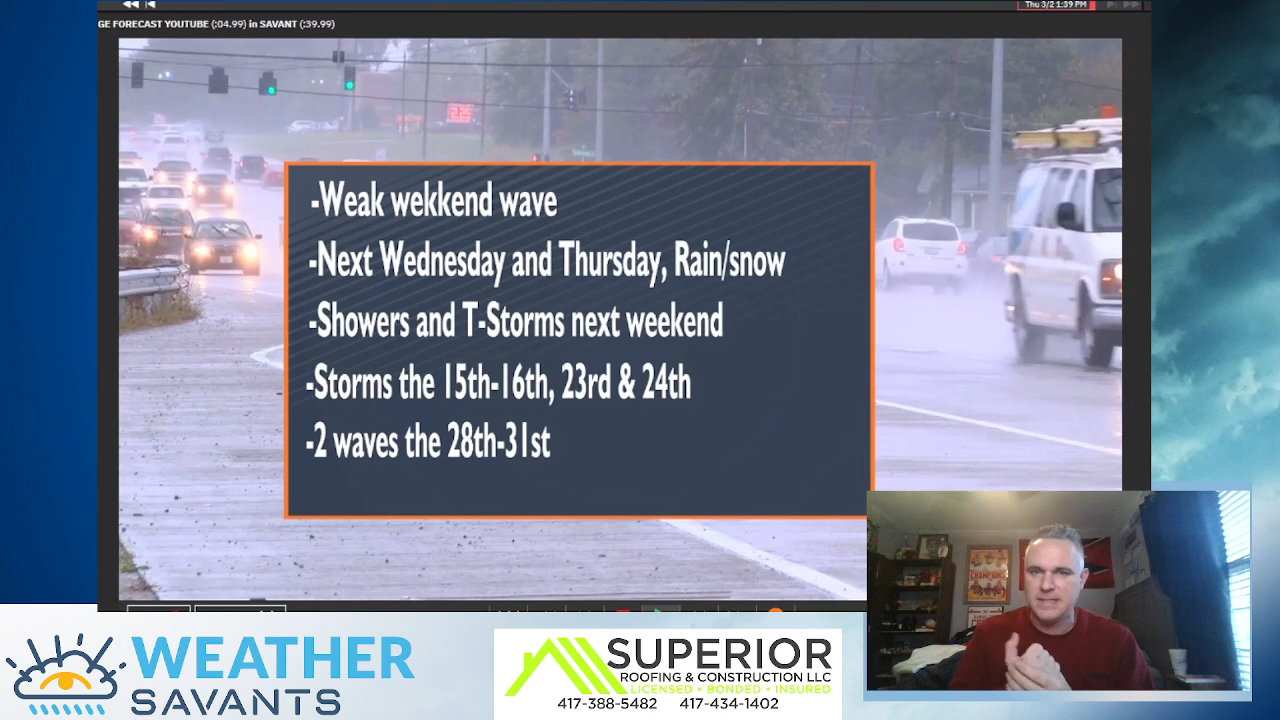 Thu 3/2 1:39 PM
GE FORECAST YOUTUBE (:04.99) in SAVANT (:39.99)
-Weak wekkend wave
-Next Wednesday and Thursday, Rain/snow
-Showers and T-Storms next weekend
-Storms the 15th-16th, 23rd & 24th
-2 waves the 28th-31st
CHAMPIONS
WEATHER
SAVANTS
SUPERIOR
ROOFING & CONSTRUCTION LLC
LICENSED • BONDED • INSURED
417-388-5482 417-434-1402